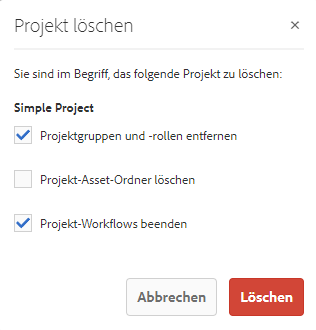 Projekt löschen
Sie sind im Begriff, das folgende Projekt zu löschen:
Simple Project
Projektgruppen und -rollen entfernen
Projekt-Asset-Ordner löschen
Projekt-Workflows beenden
Abbrechen Löschen